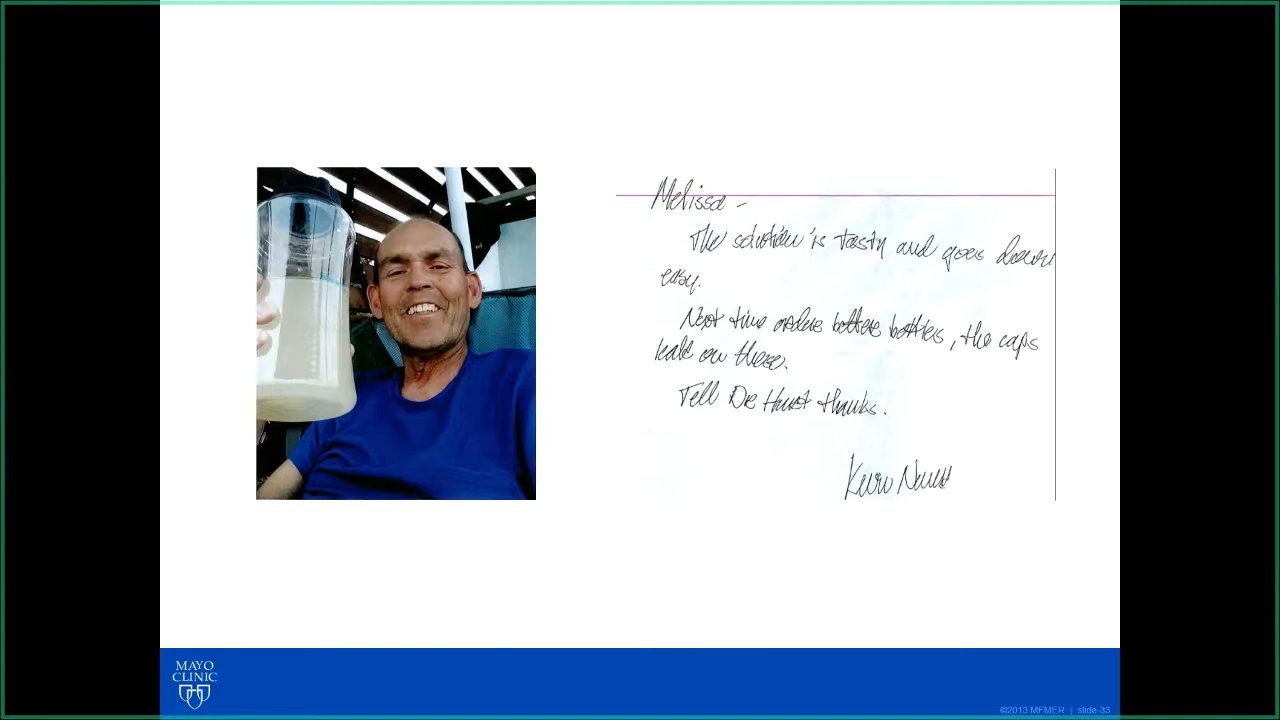 Melissa -
The solution is tasty and goes down
easy.
Next time order better bottles, the caps
leak on these.
Tell Dr Hurst thanks.
MAYO
CLINIC
©2013 MFMER | slide-33